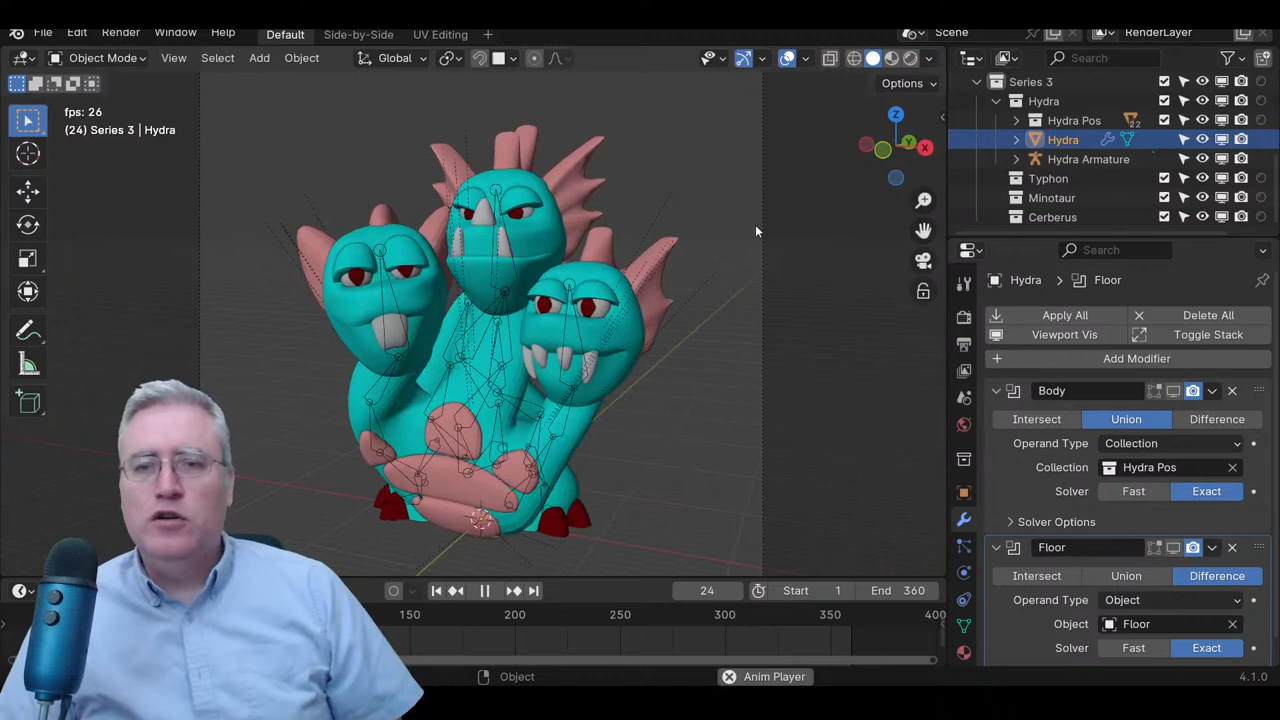 File Edit Render Window Help Default Side-by-Side UV Editing Scene RenderLayer
Object Mode View Select Add Object Global Search
Options
fps: 26
(24) Series 3 | Hydra
Z
Y
X
Series 3
Hydra
Hydra Pos 22
Hydra
Hydra Armature
Typhon
Minotaur
Cerberus
Search
Hydra Floor
Apply All Delete All
Viewport Vis Toggle Stack
Add Modifier
Body
Intersect Union Difference
Operand Type Collection
Collection Hydra Pos
Solver Fast Exact
Solver Options
Floor
Intersect Union Difference
Operand Type Object
Object Floor
Solver Fast Exact
24 Start 1 End 360
150 200 250 300 350 400
Object Anim Player 4.1.0